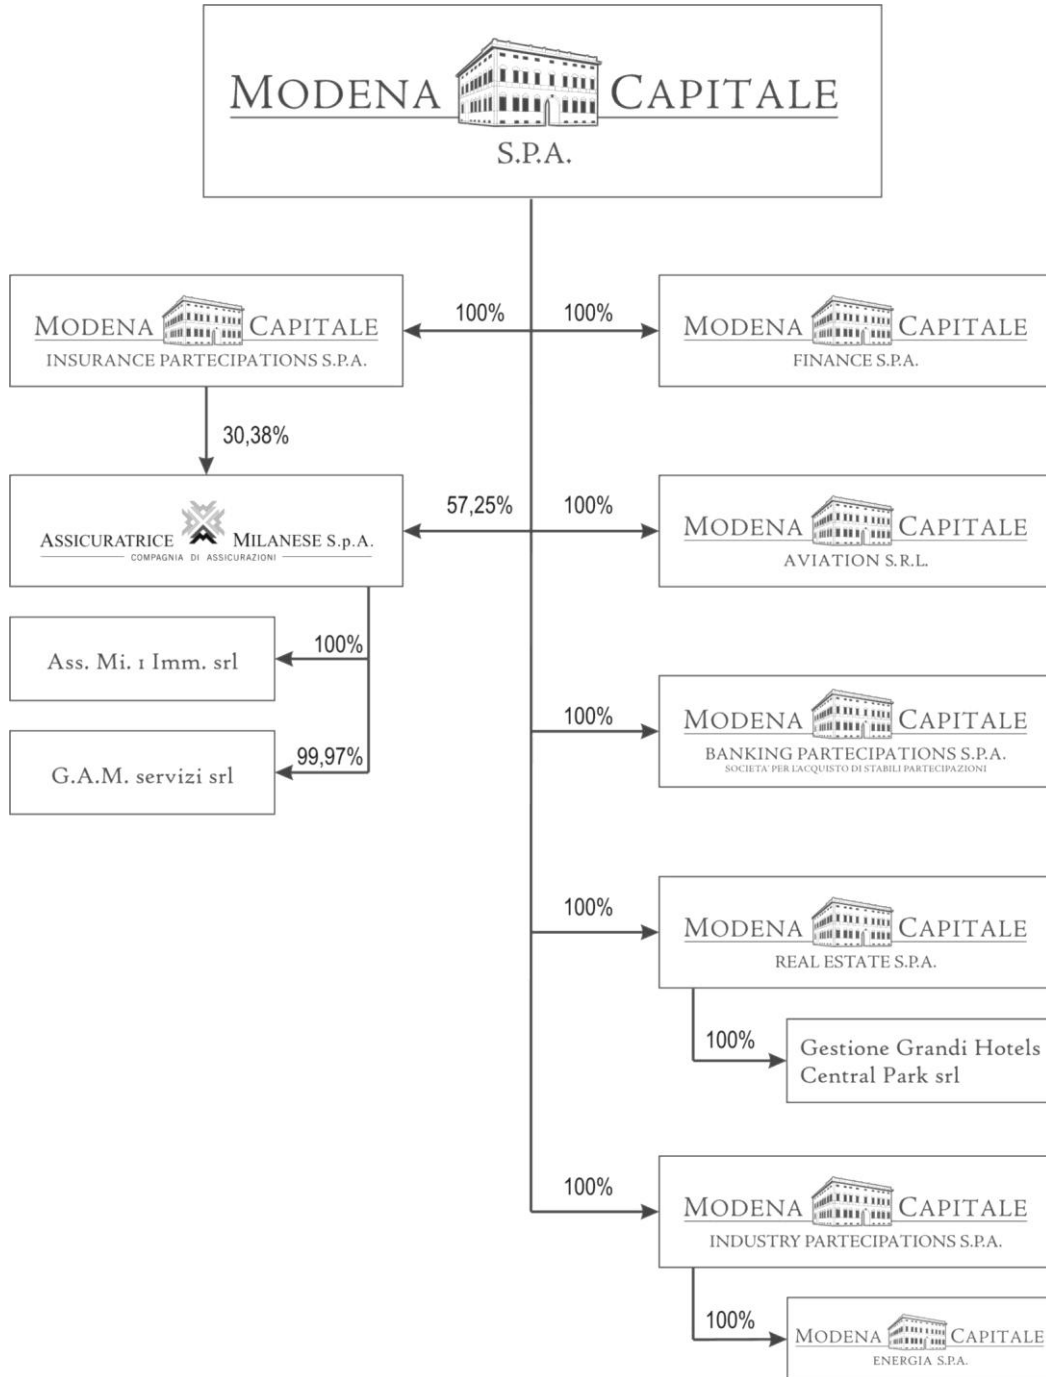 MODENA CAPITALE
S.P.A.
100%
100%
MODENA CAPITALE
INSURANCE PARTECIPATIONS S.P.A.
MODENA CAPITALE
FINANCE S.P.A.
30,38%
57,25%
100%
ASSICURATRICE MILANESE S.p.A.
COMPAGNIA DI ASSICURAZIONI
MODENA CAPITALE
AVIATION S.R.L.
100%
Ass. Mi. 1 Imm. srl
99,97%
G.A.M. servizi srl
100%
MODENA CAPITALE
BANKING PARTECIPATIONS S.P.A.
SOCIETA' PER L'ACQUISTO DI STABILI PARTECIPAZIONI
100%
MODENA CAPITALE
REAL ESTATE S.P.A.
100%
Gestione Grandi Hotels
Central Park srl
100%
MODENA CAPITALE
INDUSTRY PARTECIPATIONS S.P.A.
100%
MODENA CAPITALE
ENERGIA S.P.A.